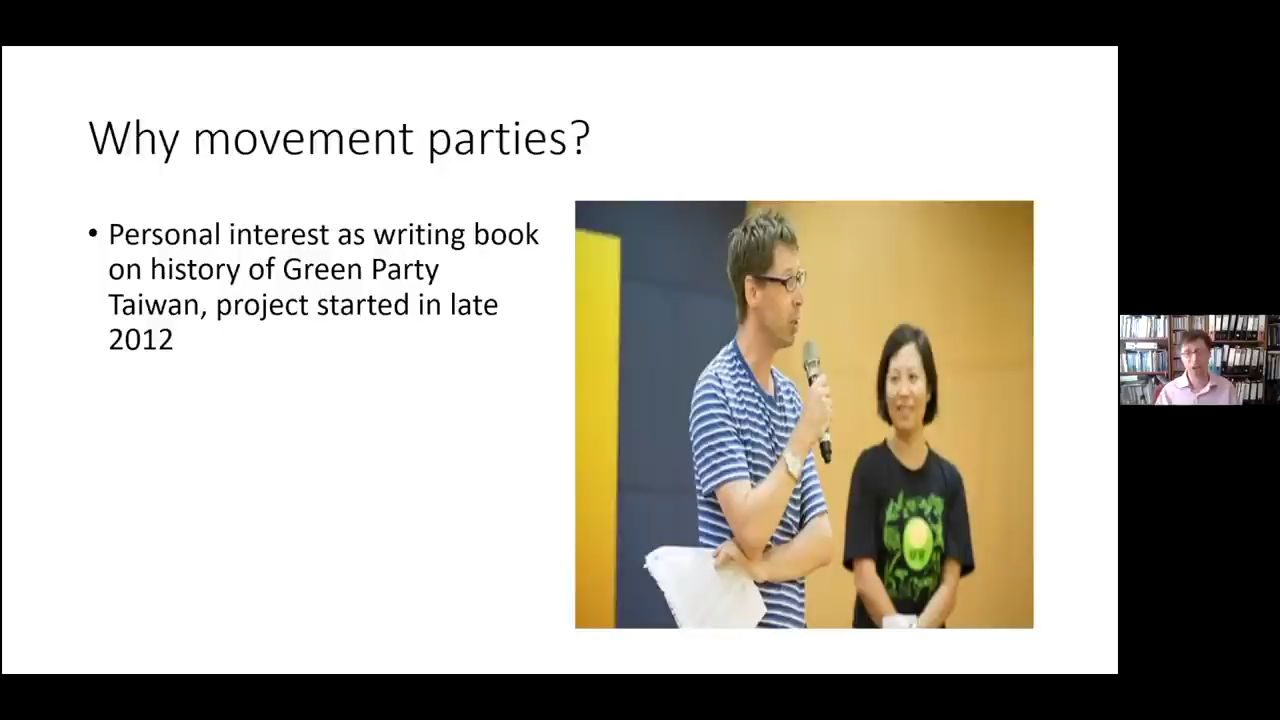 Why movement parties?
• Personal interest as writing book
on history of Green Party
Taiwan, project started in late
2012